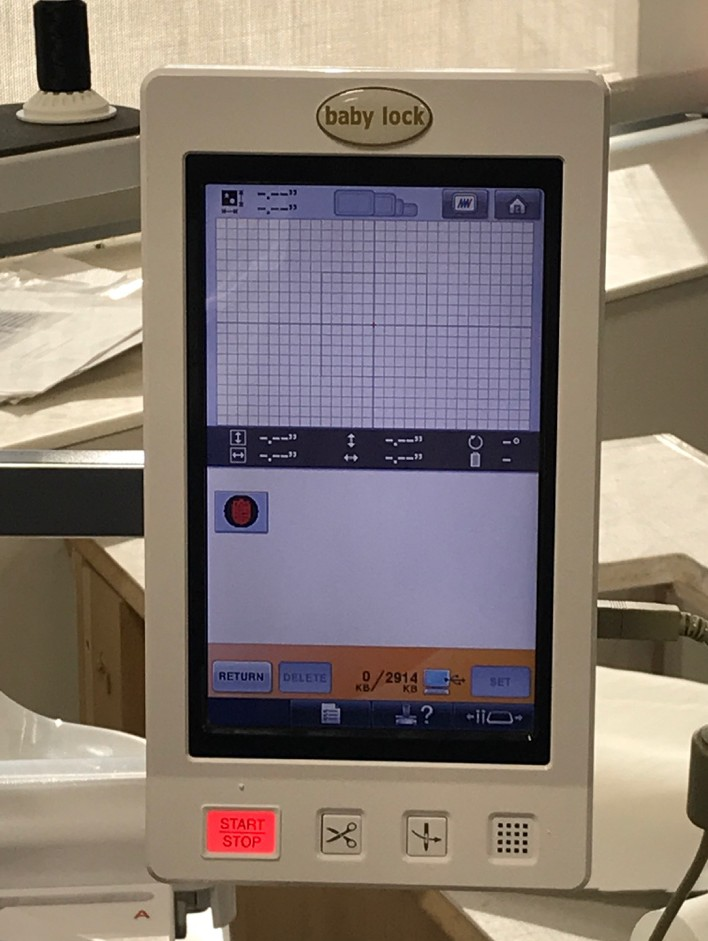 baby lock
-.--"
-.--"
-.--" -.--" -°
-.--" -.--" -
RETURN DELETE 0/2914 SET
KB KB
?
START
STOP
A